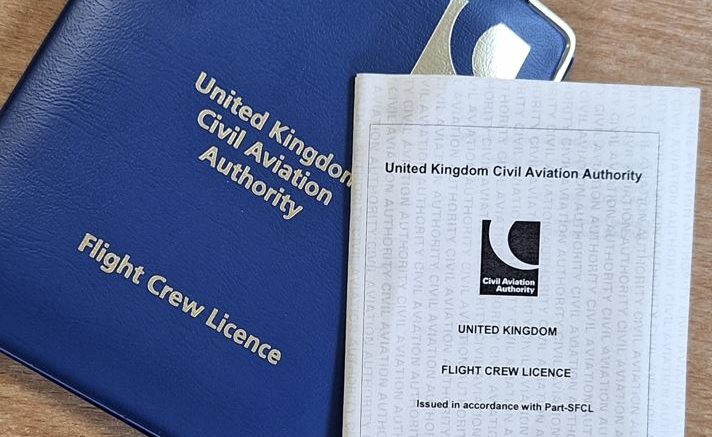 United Kingdom
Civil Aviation
Authority
Flight Crew Licence
United Kingdom Civil Aviation Authority
Civil Aviation
Authority
UNITED KINGDOM
FLIGHT CREW LICENCE
Issued in accordance with Part-SFCL